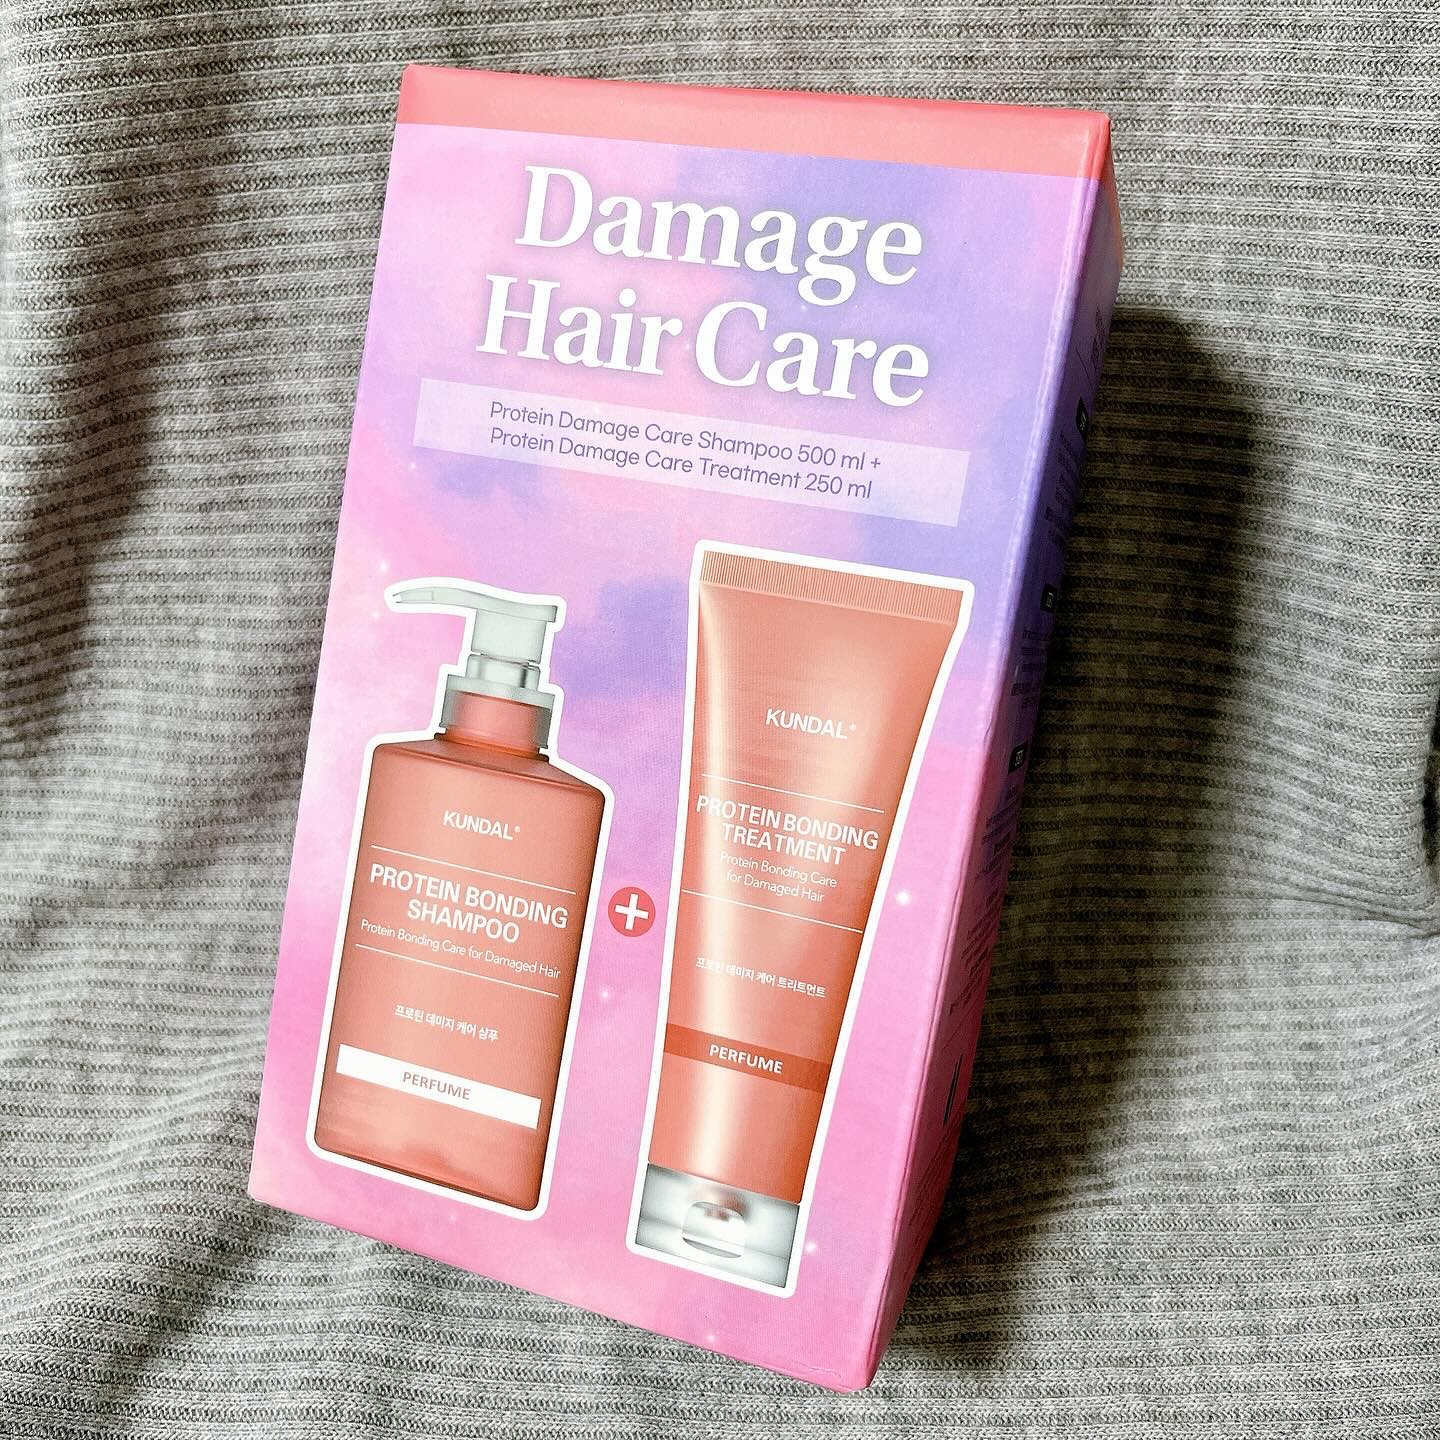 Damage
Hair Care
Protein Damage Care Shampoo 500 ml +
Protein Damage Care Treatment 250 ml
KUNDAL®
PROTEIN BONDING
SHAMPOO
Protein Bonding Care for Damaged Hair
프로틴 데미지 케어 샴푸
PERFUME
+
KUNDAL®
PROTEIN BONDING
TREATMENT
Protein Bonding Care
for Damaged Hair
프로틴 데미지 케어 트리트먼트
PERFUME